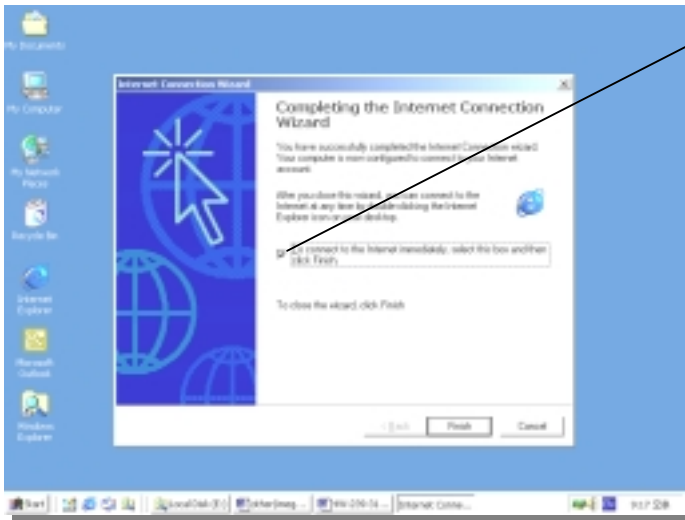 My Documents
My Computer
My Network
Places
Recycle Bin
Internet
Explorer
Microsoft
Outlook
Windows
Explorer
Internet Connection Wizard
Completing the Internet Connection
Wizard
You have successfully completed the Internet Connection wizard.
Your computer is now configured to connect to your Internet
account.
After you close this wizard, you can connect to the
Internet at any time by double-clicking the Internet
Explorer icon on your desktop.
To connect to the Internet immediately, select this box and then
click Finish.
To close the wizard, click Finish
< Back
Finish
Cancel
Start
Local Disk (F:)
Internet Conne...